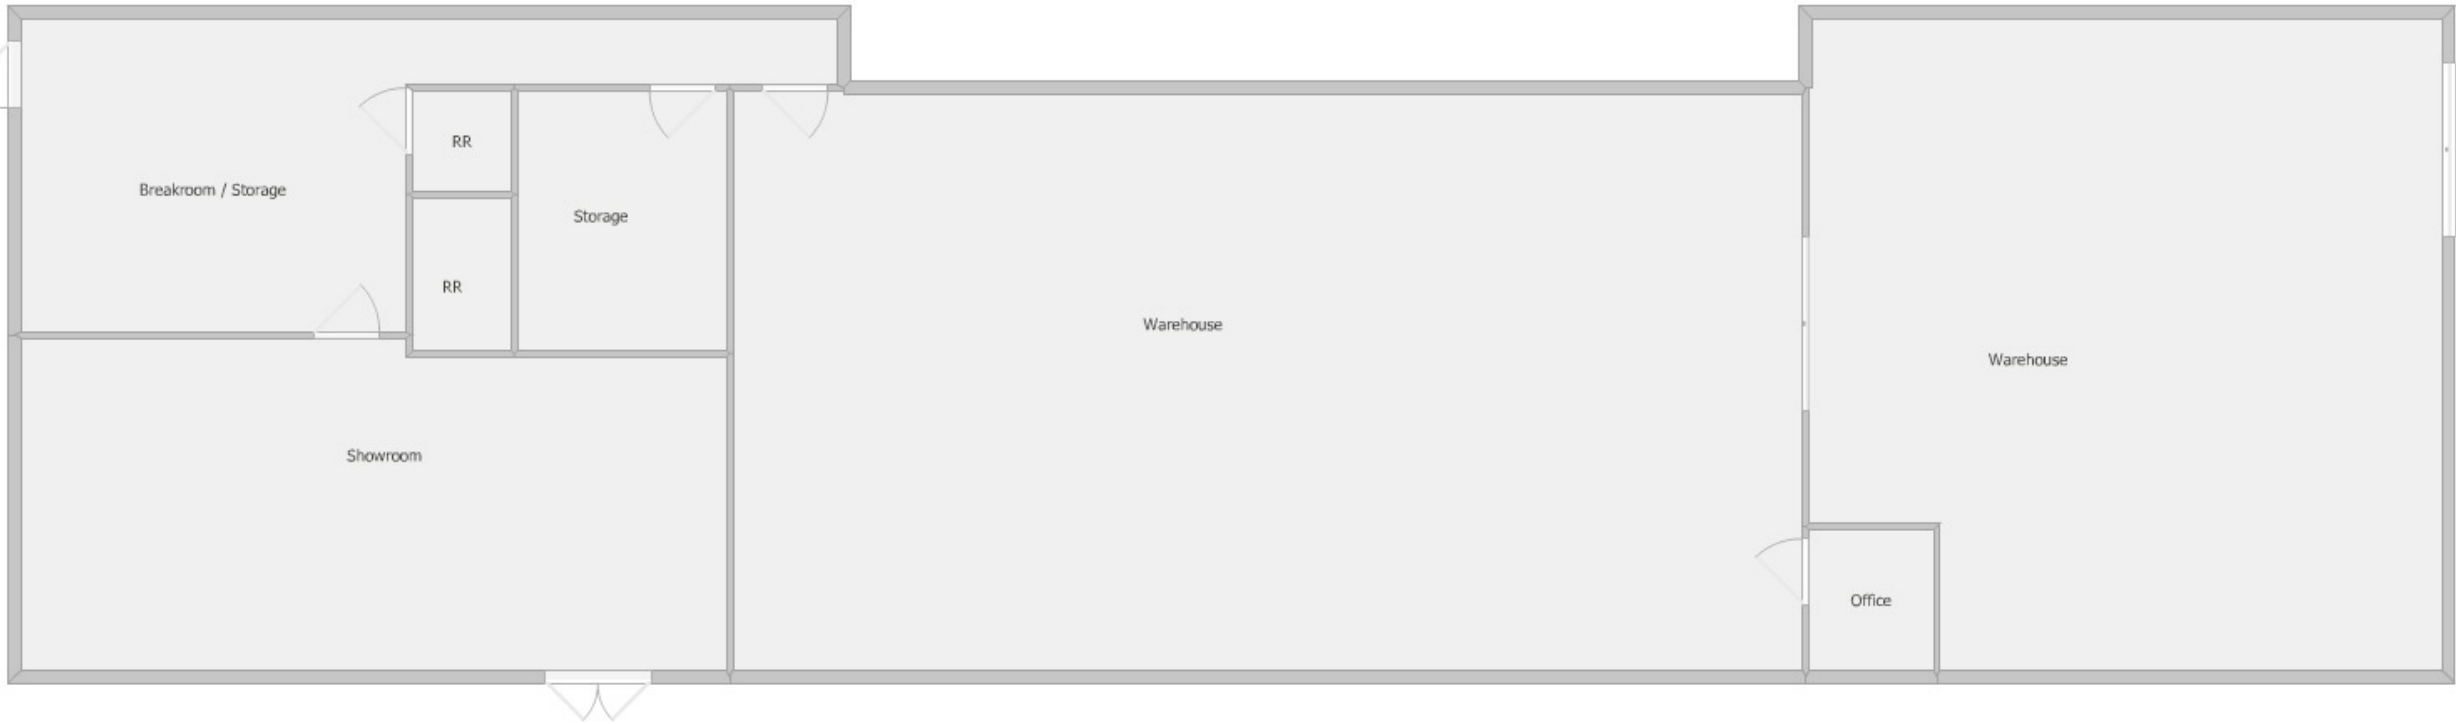 RR
Breakroom / Storage
Storage
RR
Warehouse
Warehouse
Showroom
Office